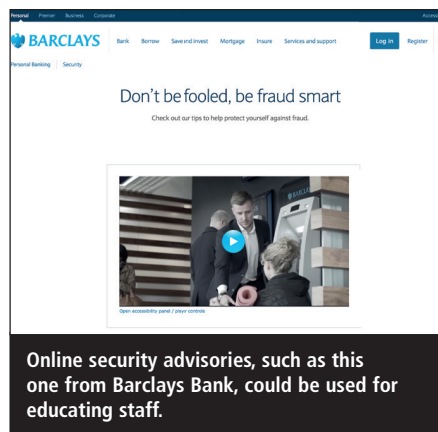 Personal Premier Business Corporate Access
BARCLAYS Bank Borrow Save and invest Mortgage Insure Services and support Log in Register
Personal Banking Security
Don't be fooled, be fraud smart
Check out our tips to help protect yourself against fraud.
BARCLAY
Open accessibility panel / player controls
Online security advisories, such as this
one from Barclays Bank, could be used for
educating staff.